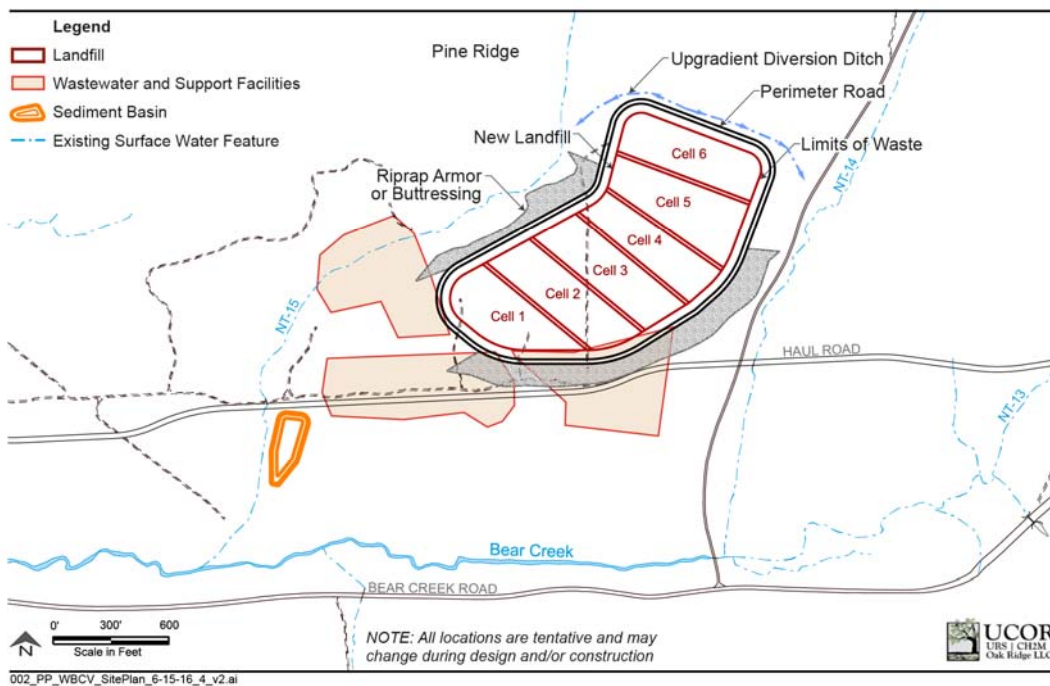 Legend
Landfill
Wastewater and Support Facilities
Sediment Basin
Existing Surface Water Feature
Pine Ridge
Upgradient Diversion Ditch
Perimeter Road
New Landfill
Limits of Waste
Riprap Armor
or Buttressing
Cell 6
Cell 5
Cell 4
Cell 3
Cell 2
Cell 1
NT-14
NT-15
HAUL ROAD
NT-13
Bear Creek
BEAR CREEK ROAD
0' 300' 600
Scale in Feet
NOTE: All locations are tentative and may
change during design and/or construction
UCOR
URS | CH2M
Oak Ridge LLC
002_PP_WBCV_SitePlan_6-15-16_4_v2.ai